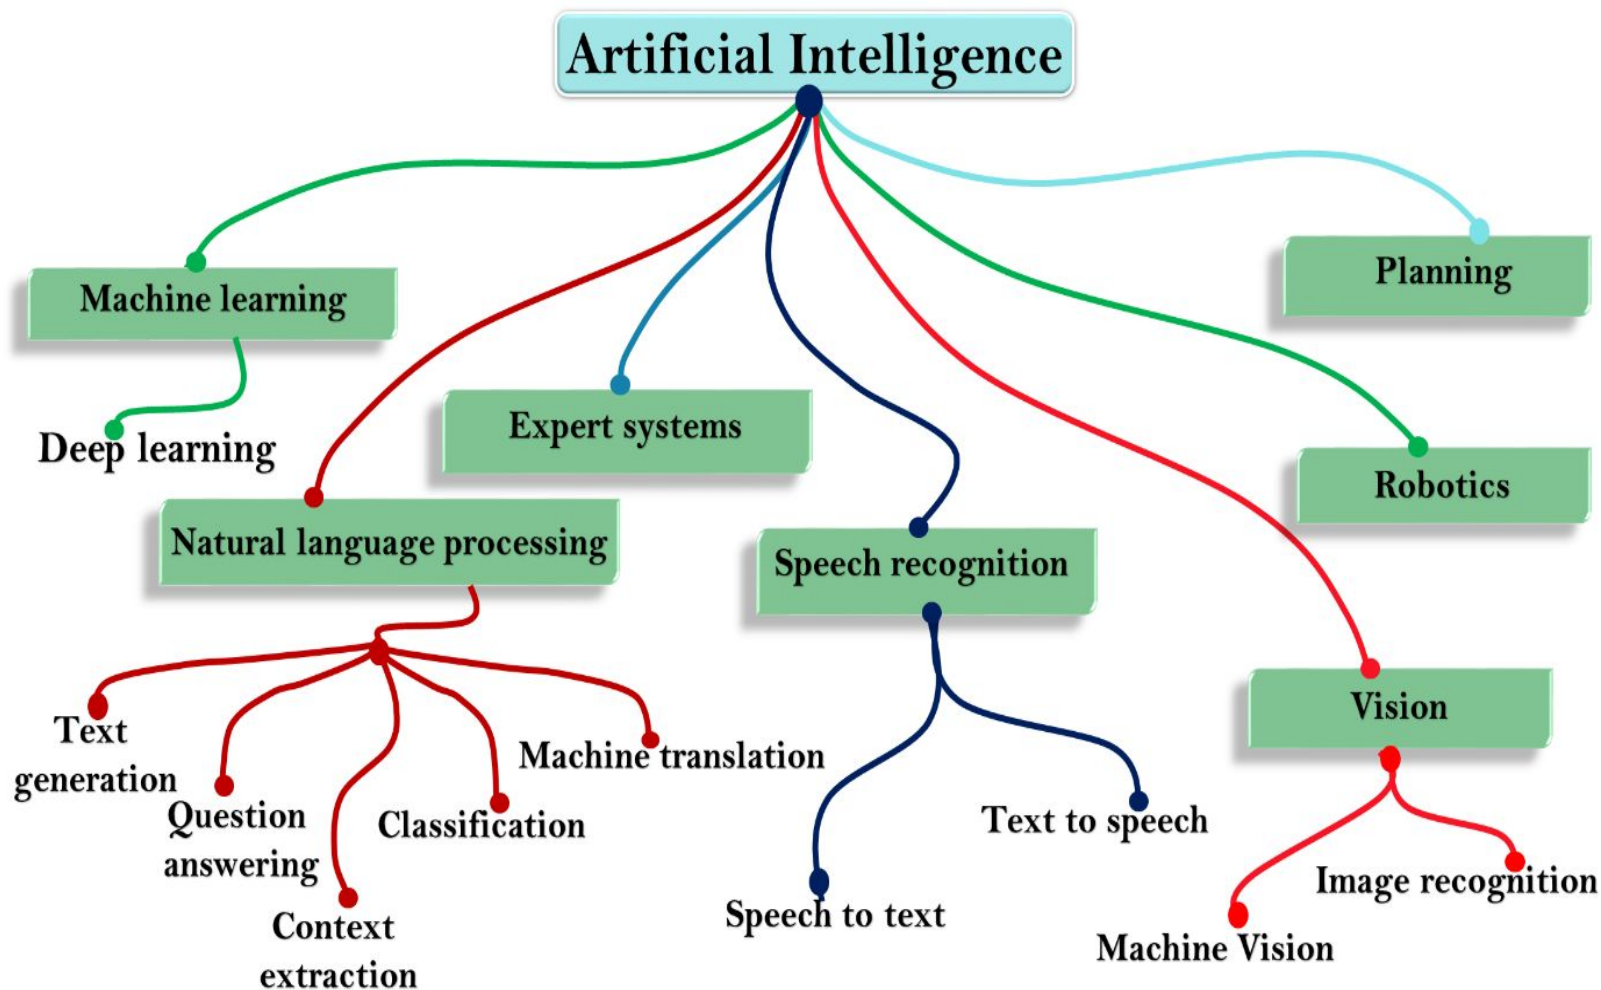 Artificial Intelligence
Machine learning
Planning
Deep learning
Expert systems
Robotics
Natural language processing
Speech recognition
Vision
Text
generation
Question
answering
Context
extraction
Classification
Machine translation
Speech to text
Text to speech
Machine Vision
Image recognition